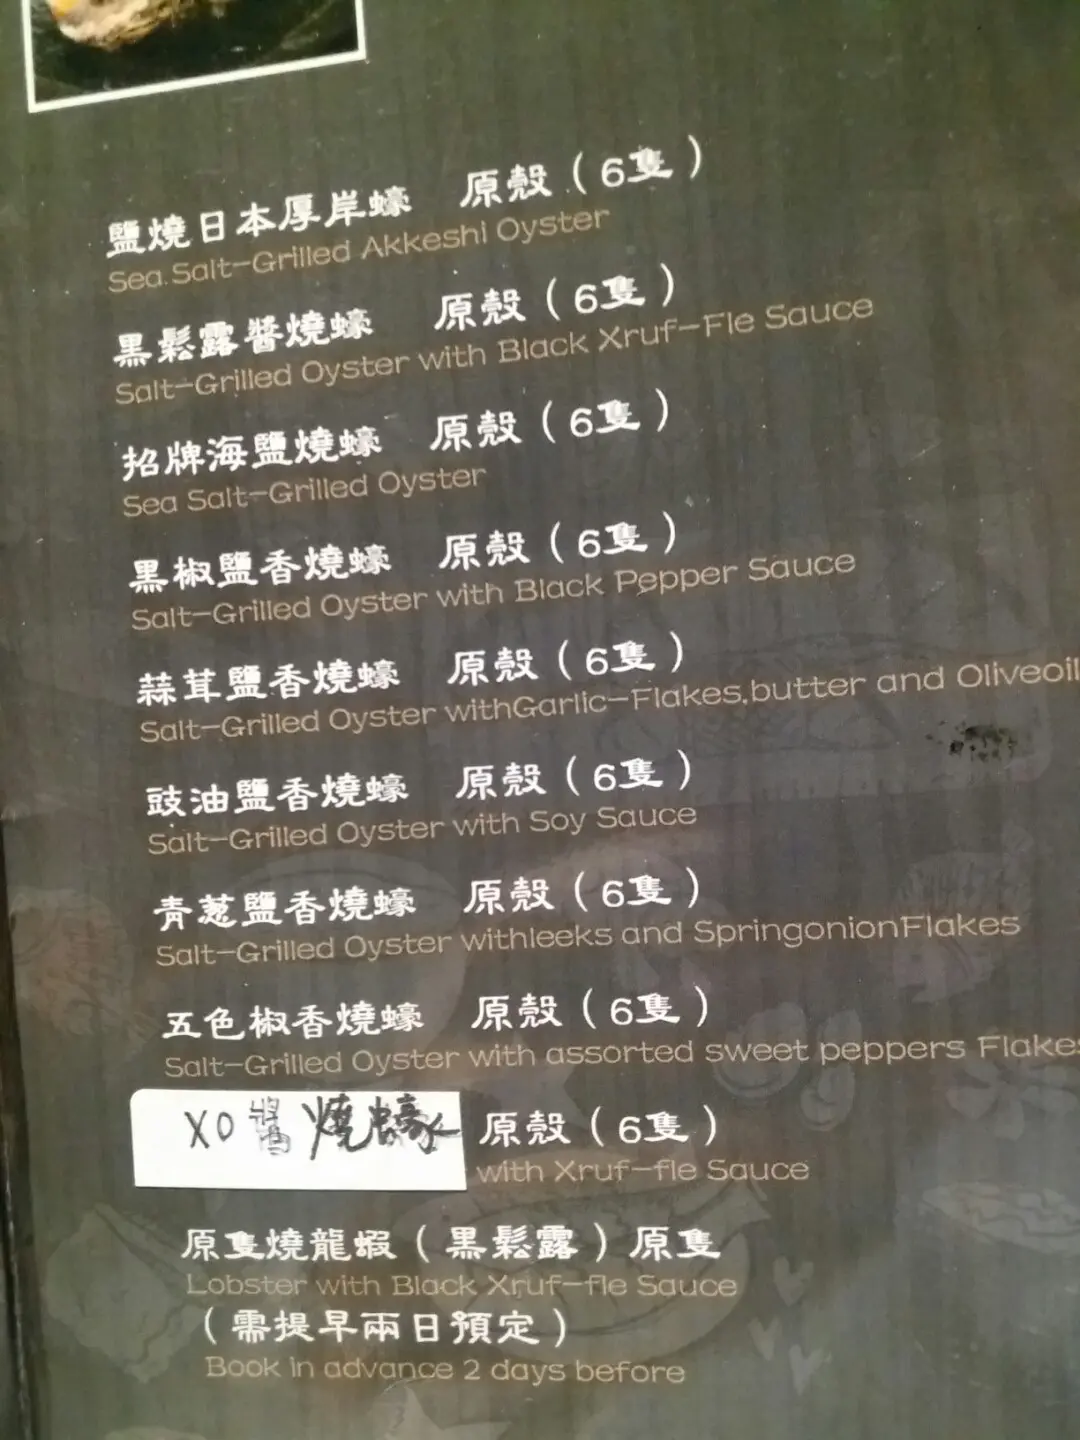 鹽燒日本厚岸蠔 原殼（6隻）
Sea Salt-Grilled Akkeshi Oyster
黑鬆露醬燒蠔 原殼（6隻）
Salt-Grilled Oyster with Black Xruf-Fle Sauce
招牌海鹽燒蠔 原殼（6隻）
Sea Salt-Grilled Oyster
黑椒鹽香燒蠔 原殼（6隻）
Salt-Grilled Oyster with Black Pepper Sauce
蒜茸鹽香燒蠔 原殼（6隻）
Salt-Grilled Oyster withGarlic-Flakes,butter and Oliveoil
豉油鹽香燒蠔 原殼（6隻）
Salt-Grilled Oyster with Soy Sauce
青蔥鹽香燒蠔 原殼（6隻）
Salt-Grilled Oyster withleeks and SpringonionFlakes
五色椒香燒蠔 原殼（6隻）
Salt-Grilled Oyster with assorted sweet peppers Flakes
XO醬燒蠔 原殼（6隻）
with Xruf-fle Sauce
原隻燒龍蝦（黑鬆露）原隻
Lobster with Black Xruf-fle Sauce
（需提早兩日預定）
Book in advance 2 days before